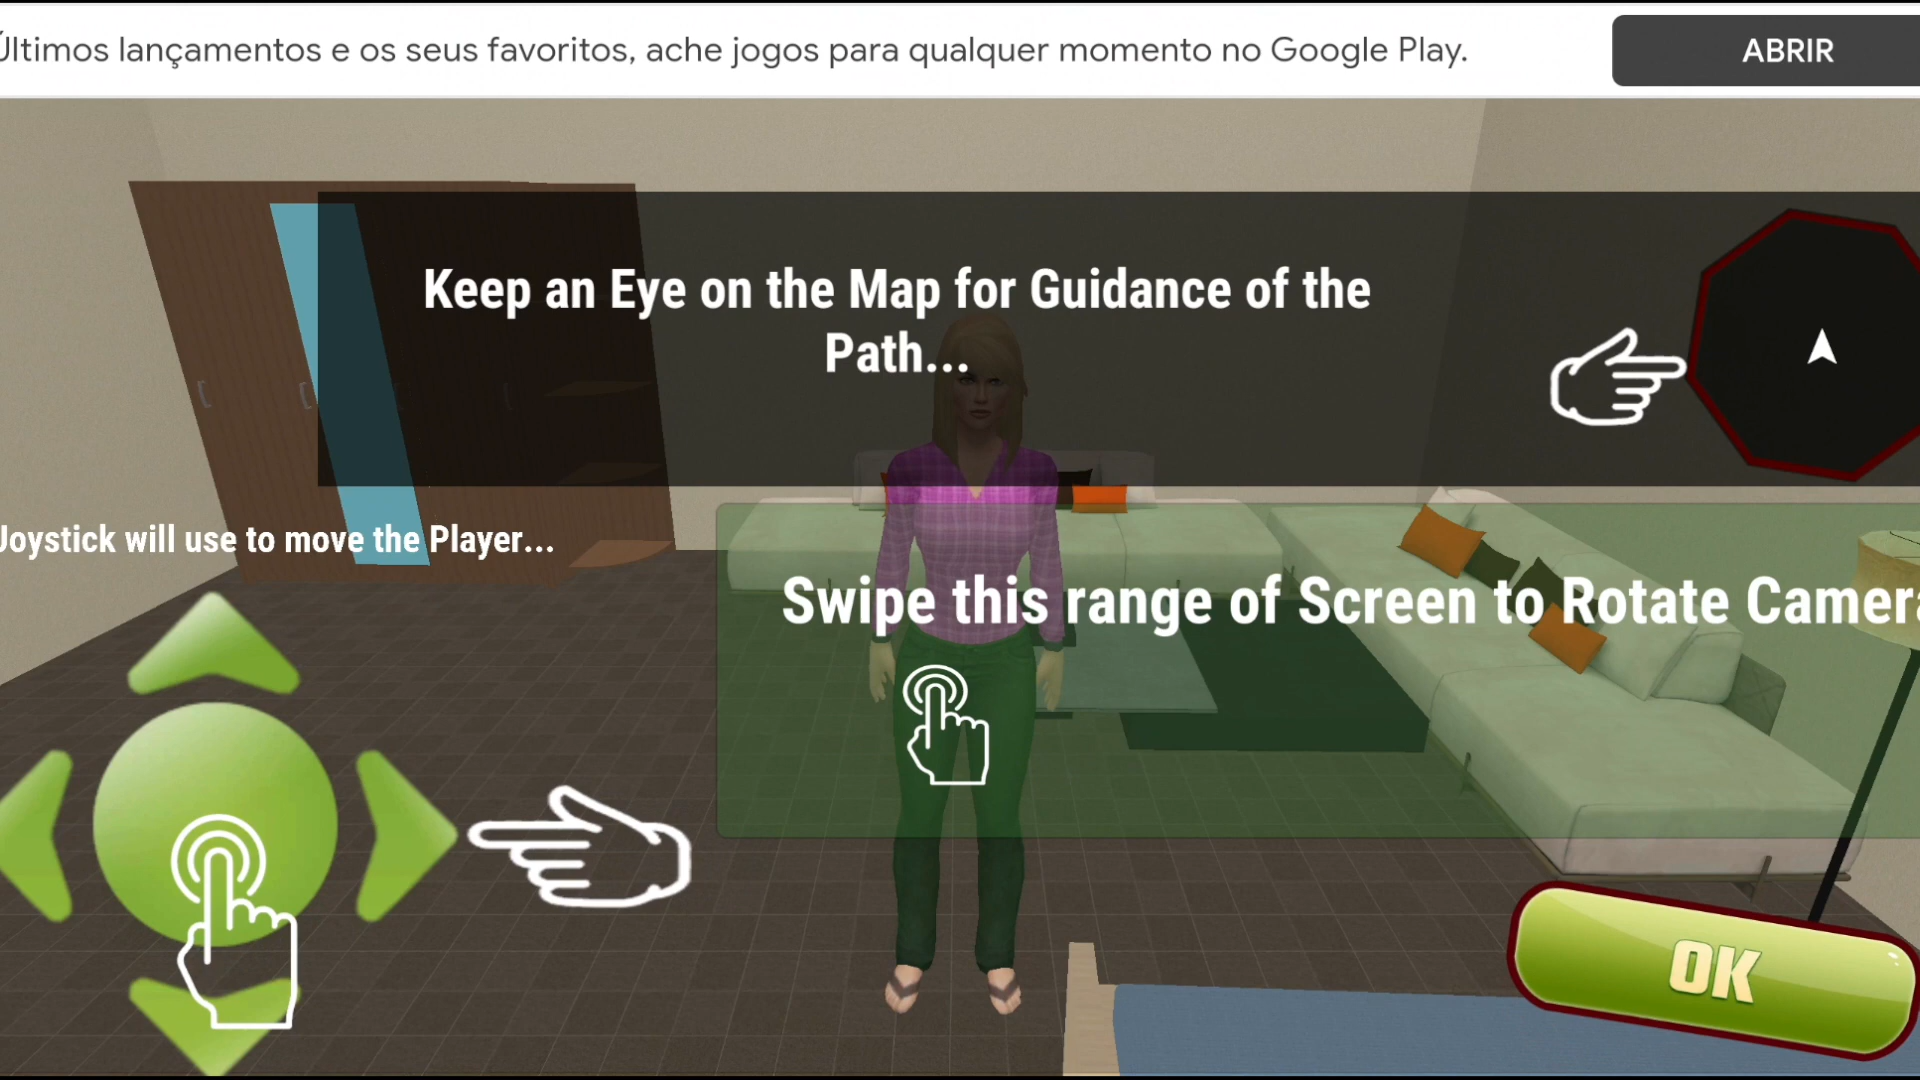 Últimos lançamentos e os seus favoritos, ache jogos para qualquer momento no Google Play.
ABRIR
Keep an Eye on the Map for Guidance of the
Path...
Joystick will use to move the Player...
Swipe this range of Screen to Rotate Camera
OK